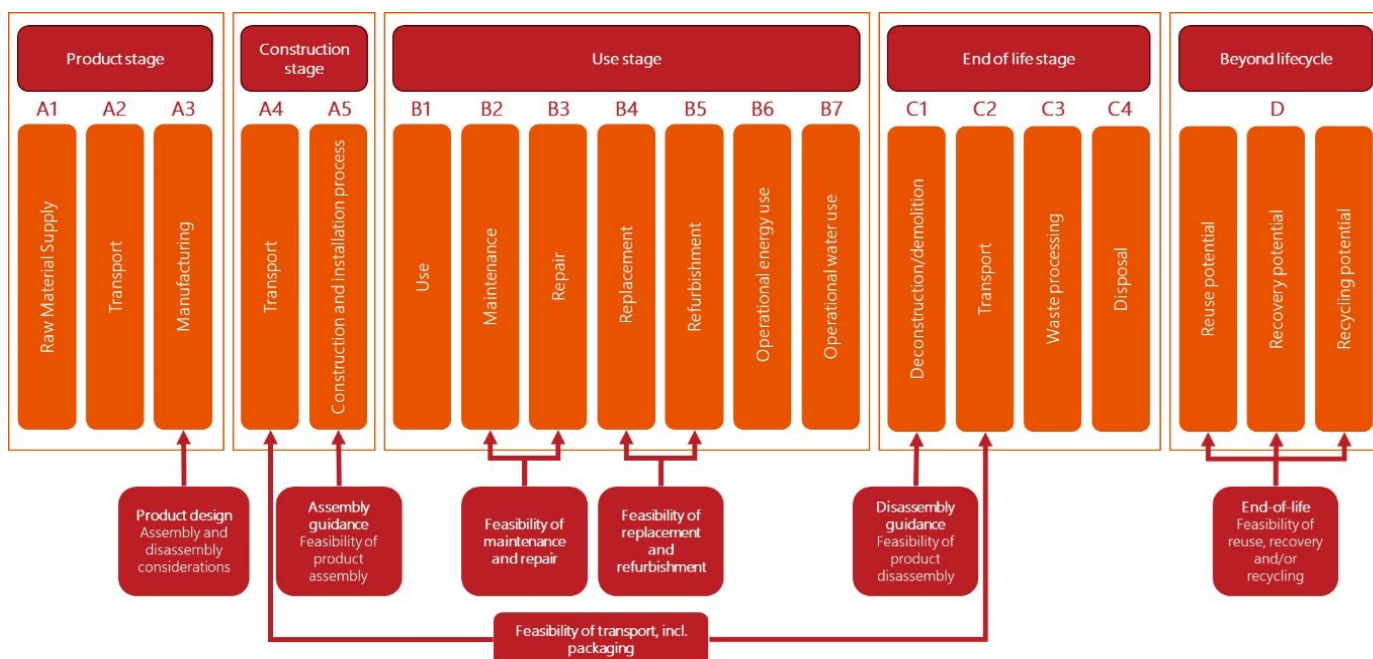 Product stage
Construction
stage
Use stage
End of life stage
Beyond lifecycle
A1
A2
A3
A4
A5
B1
B2
B3
B4
B5
B6
B7
C1
C2
C3
C4
D
Raw Material Supply
Transport
Manufacturing
Transport
Construction and installation process
Use
Maintenance
Repair
Replacement
Refurbishment
Operational energy use
Operational water use
Deconstruction/demolition
Transport
Waste processing
Disposal
Reuse potential
Recovery potential
Recycling potential
Product design
Assembly and
disassembly
considerations
Assembly
guidance
Feasibility of
product
assembly
Feasibility of
maintenance
and repair
Feasibility of
replacement
and
refurbishment
Disassembly
guidance
Feasibility of
product
disassembly
End-of-life
Feasibility of
reuse, recovery
and/or
recycling
Feasibility of transport, incl.
packaging